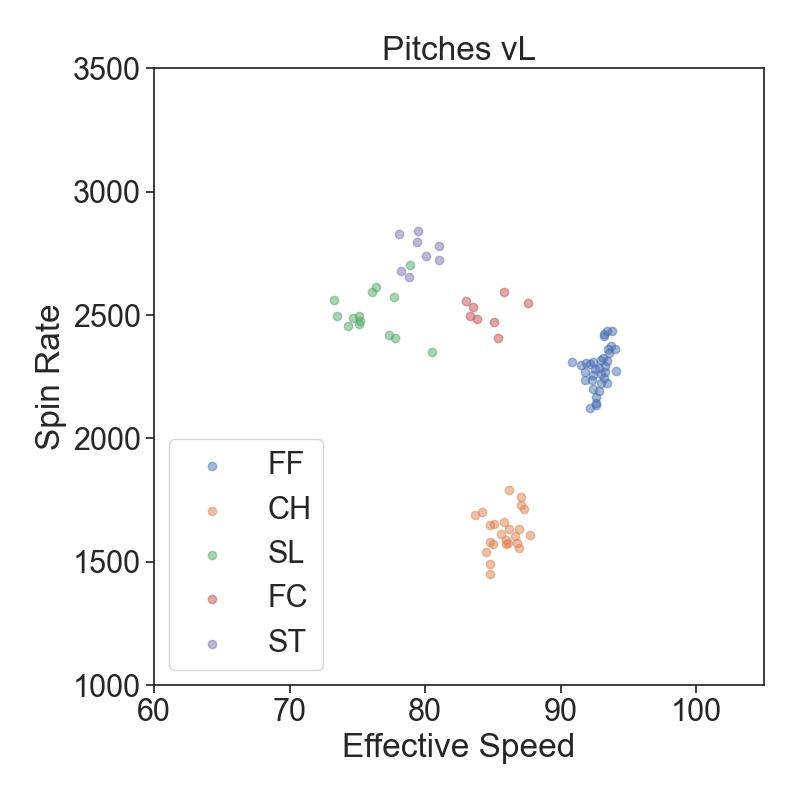 Pitches vL
3500
3000
2500
2000
1500
1000
Spin Rate
FF
CH
SL
FC
ST
60 70 80 90 100
Effective Speed